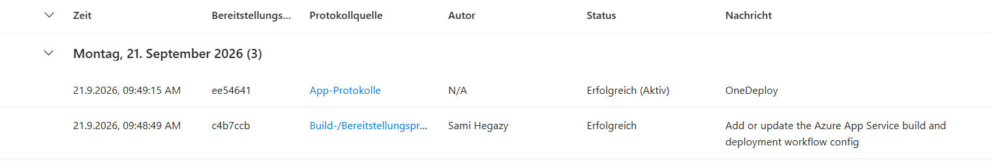 Zeit Bereitstellungs... Protokollquelle Autor Status Nachricht
Montag, 21. September 2026 (3)
21.9.2026, 09:49:15 AM ee54641 App-Protokolle N/A Erfolgreich (Aktiv) OneDeploy
21.9.2026, 09:48:49 AM c4b7ccb Build-/Bereitstellungspr... Sami Hegazy Erfolgreich Add or update the Azure App Service build and
deployment workflow config